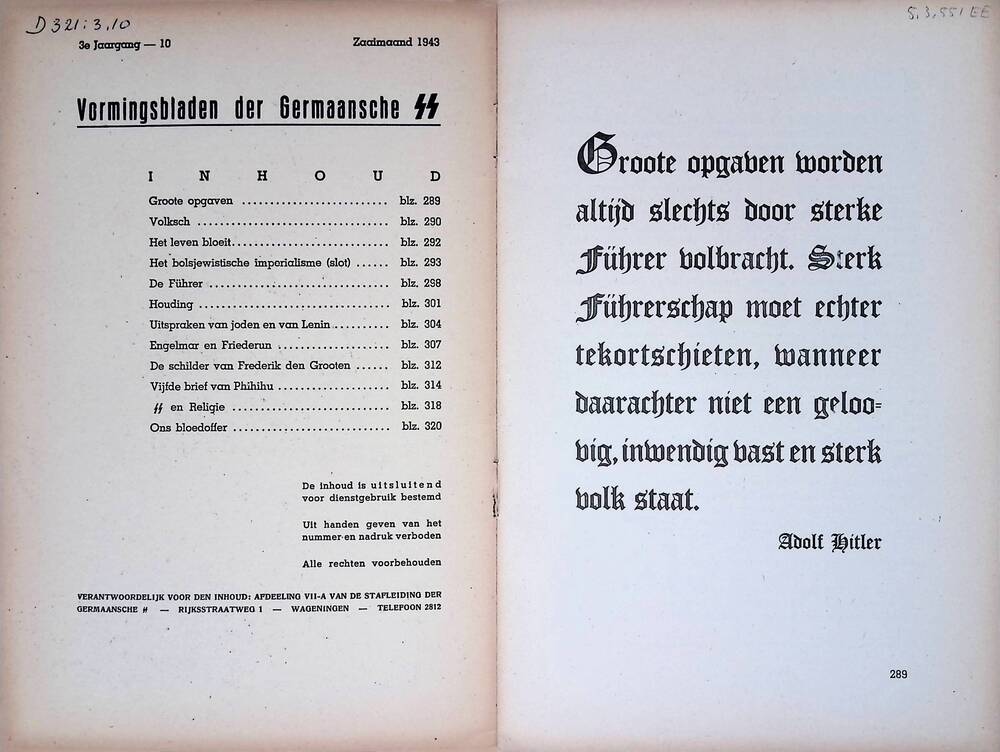 D 321: 3.10
3e Jaargang — 10 Zaaimaand 1943
Vormingsbladen der Germaansche ᛋᛋ
INHOUD
Groote opgaven ........................ blz. 289
Volksch ................................ blz. 290
Het leven bloeit.......................... blz. 292
Het bolsjewistische imperialisme (slot) ...... blz. 293
De Führer .............................. blz. 298
Houding ................................ blz. 301
Uitspraken van joden en van Lenin.......... blz. 304
Engelmar en Friederun ................... blz. 307
De schilder van Frederik den Grooten ...... blz. 312
Vijfde brief van Phihihu ................... blz. 314
ᛋᛋ en Religie ........................... blz. 318
Ons bloedoffer .......................... blz. 320
De inhoud is uitsluitend
voor dienstgebruik bestemd
Uit handen geven van het
nummer en nadruk verboden
Alle rechten voorbehouden
VERANTWOORDELIJK VOOR DEN INHOUD: AFDEELING VII-A VAN DE STAFLEIDING DER
GERMAANSCHE ᛋᛋ — RIJKSSTRAATWEG 1 — WAGENINGEN — TELEFOON 2812
Groote opgaven worden
altijd slechts door sterke
Führer volbracht. Sterk
Führerschap moet echter
tekortschieten, wanneer
daarachter niet een geloo=
vig, inwendig vast en sterk
volk staat.
Adolf Hitler
289